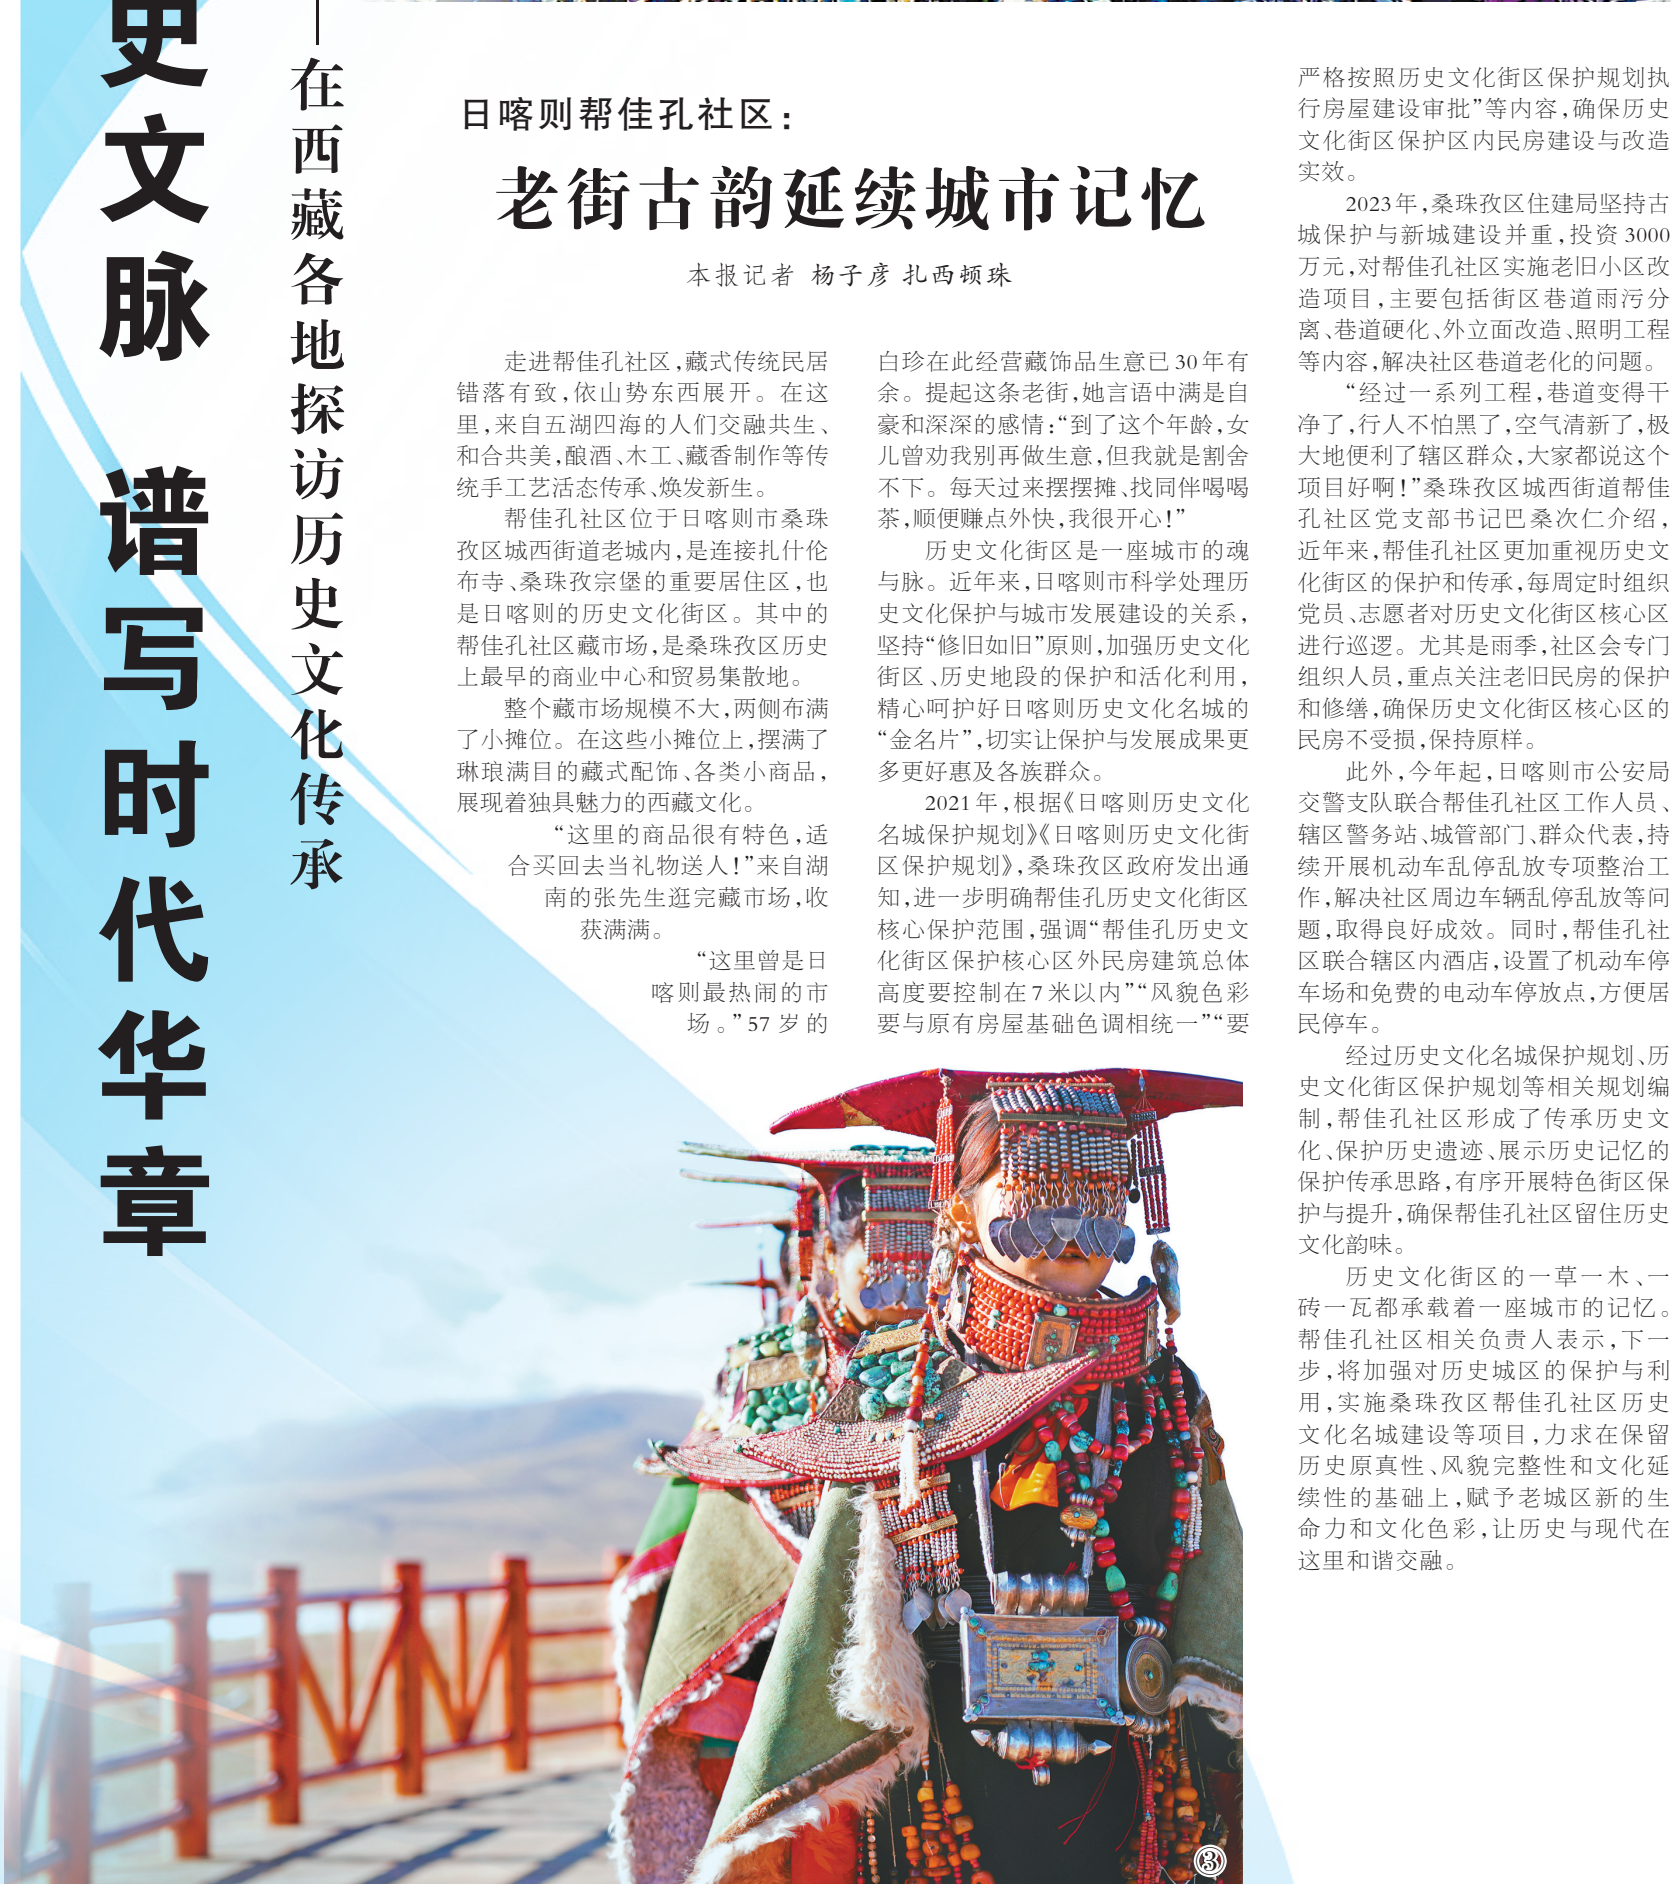 史文脉 谱写时代华章
——在西藏各地探访历史文化传承
日喀则帮佳孔社区：
老街古韵延续城市记忆
本报记者 杨子彦 扎西顿珠
走进帮佳孔社区，藏式传统民居
错落有致，依山势东西展开。在这
里，来自五湖四海的人们交融共生、
和合共美，酿酒、木工、藏香制作等传
统手工艺活态传承、焕发新生。
帮佳孔社区位于日喀则市桑珠
孜区城西街道老城内，是连接扎什伦
布寺、桑珠孜宗堡的重要居住区，也
是日喀则的历史文化街区。其中的
帮佳孔社区藏市场，是桑珠孜区历史
上最早的商业中心和贸易集散地。
整个藏市场规模不大，两侧布满
了小摊位。在这些小摊位上，摆满了
琳琅满目的藏式配饰、各类小商品，
展现着独具魅力的西藏文化。
“这里的商品很有特色，适
合买回去当礼物送人！”来自湖
南的张先生逛完藏市场，收
获满满。
“这里曾是日
喀则最热闹的市
场。”57岁的
白珍在此经营藏饰品生意已30年有
余。提起这条老街，她言语中满是自
豪和深深的感情：“到了这个年龄，女
儿曾劝我别再做生意，但我就是割舍
不下。每天过来摆摆摊、找同伴喝喝
茶，顺便赚点外快，我很开心！”
历史文化街区是一座城市的魂
与脉。近年来，日喀则市科学处理历
史文化保护与城市发展建设的关系，
坚持“修旧如旧”原则，加强历史文化
街区、历史地段的保护和活化利用，
精心呵护好日喀则历史文化名城的
“金名片”，切实让保护与发展成果更
多更好惠及各族群众。
2021年，根据《日喀则历史文化
名城保护规划》《日喀则历史文化街
区保护规划》，桑珠孜区政府发出通
知，进一步明确帮佳孔历史文化街区
核心保护范围，强调“帮佳孔历史文
化街区保护核心区外民房建筑总体
高度要控制在7米以内”“风貌色彩
要与原有房屋基础色调相统一”“要
严格按照历史文化街区保护规划执
行房屋建设审批”等内容，确保历史
文化街区保护区内民房建设与改造
实效。
2023年，桑珠孜区住建局坚持古
城保护与新城建设并重，投资3000
万元，对帮佳孔社区实施老旧小区改
造项目，主要包括街区巷道雨污分
离、巷道硬化、外立面改造、照明工程
等内容，解决社区巷道老化的问题。
“经过一系列工程，巷道变得干
净了，行人不怕黑了，空气清新了，极
大地便利了辖区群众，大家都说这个
项目好啊！”桑珠孜区城西街道帮佳
孔社区党支部书记巴桑次仁介绍，
近年来，帮佳孔社区更加重视历史文
化街区的保护和传承，每周定时组织
党员、志愿者对历史文化街区核心区
进行巡逻。尤其是雨季，社区会专门
组织人员，重点关注老旧民房的保护
和修缮，确保历史文化街区核心区的
民房不受损，保持原样。
此外，今年起，日喀则市公安局
交警支队联合帮佳孔社区工作人员、
辖区警务站、城管部门、群众代表，持
续开展机动车乱停乱放专项整治工
作，解决社区周边车辆乱停乱放等问
题，取得良好成效。同时，帮佳孔社
区联合辖区内酒店，设置了机动车停
车场和免费的电动车停放点，方便居
民停车。
经过历史文化名城保护规划、历
史文化街区保护规划等相关规划编
制，帮佳孔社区形成了传承历史文
化、保护历史遗迹、展示历史记忆的
保护传承思路，有序开展特色街区保
护与提升，确保帮佳孔社区留住历史
文化韵味。
历史文化街区的一草一木、一
砖一瓦都承载着一座城市的记忆。
帮佳孔社区相关负责人表示，下一
步，将加强对历史城区的保护与利
用，实施桑珠孜区帮佳孔社区历史
文化名城建设等项目，力求在保留
历史原真性、风貌完整性和文化延
续性的基础上，赋予老城区新的生
命力和文化色彩，让历史与现代在
这里和谐交融。
③